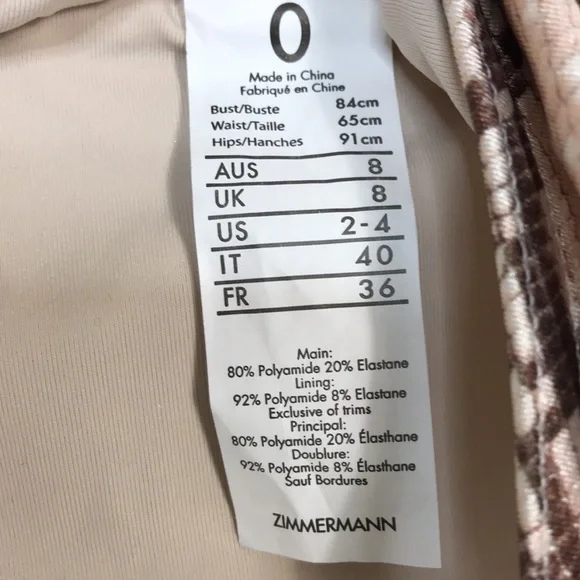 0
Made in China
Fabriqué en Chine
Bust/Buste 84cm
Waist/Taille 65cm
Hips/Hanches 91cm
AUS 8
UK 8
US 2-4
IT 40
FR 36
Main:
80% Polyamide 20% Elastane
Lining:
92% Polyamide 8% Elastane
Exclusive of trims
Principal:
80% Polyamide 20% Élasthane
Doublure:
92% Polyamide 8% Élasthane
Sauf Bordures
ZIMMERMANN